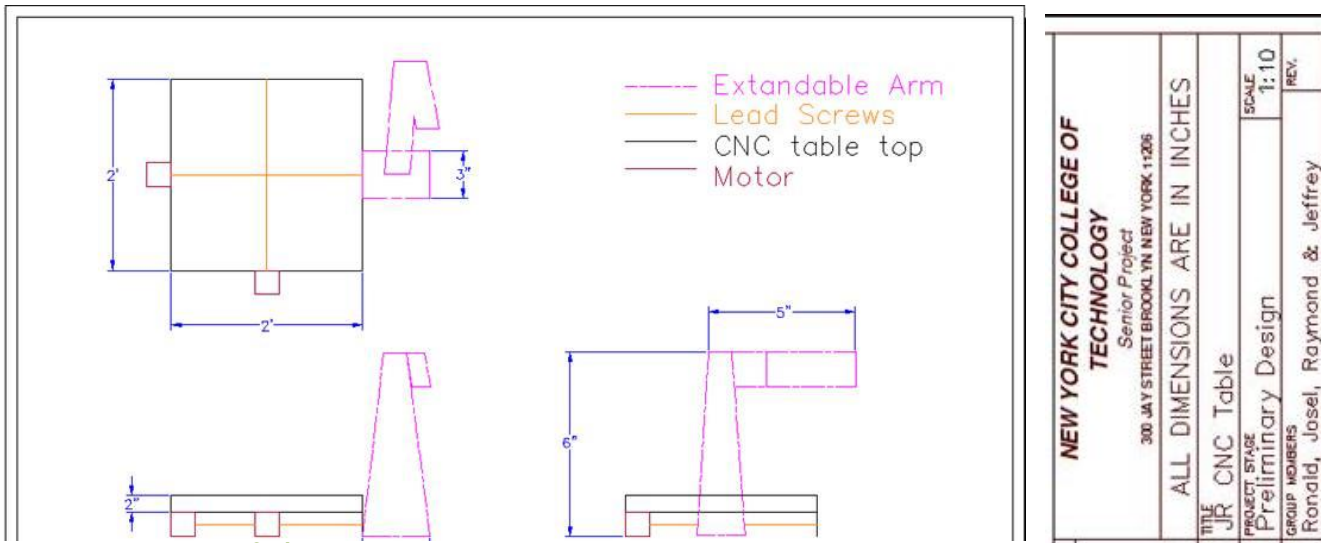 Extandable Arm
Lead Screws
CNC table top
Motor
2'
3"
2'
5"
6"
2"
NEW YORK CITY COLLEGE OF
TECHNOLOGY
Senior Project
300 JAY STREET BROOKLYN NEW YORK 11206
ALL DIMENSIONS ARE IN INCHES
TITLE
JR CNC Table
PROJECT STAGE
Preliminary Design
SCALE
1:10
GROUP MEMBERS
Ronald, Josel, Raymond & Jeffrey
REV.